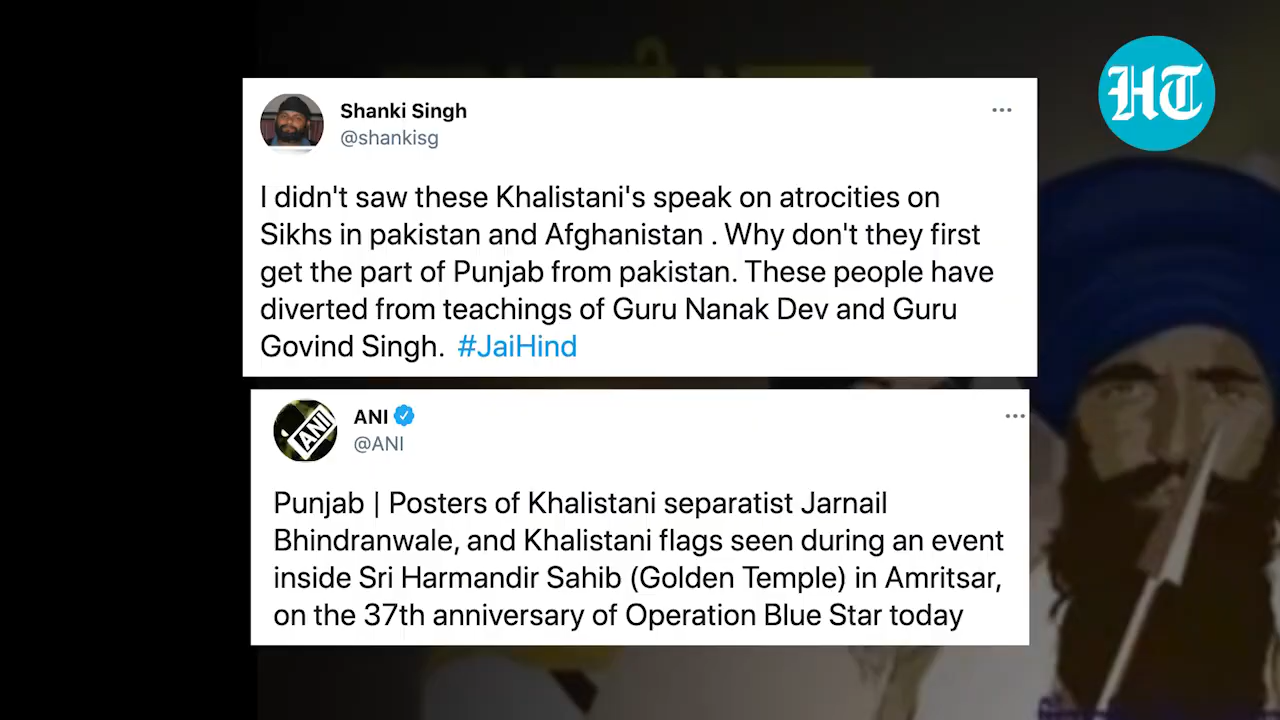 HT
Shanki Singh
@shankisg
I didn't saw these Khalistani's speak on atrocities on
Sikhs in pakistan and Afghanistan . Why don't they first
get the part of Punjab from pakistan. These people have
diverted from teachings of Guru Nanak Dev and Guru
Govind Singh. #JaiHind
ANI
ANI
@ANI
Punjab | Posters of Khalistani separatist Jarnail
Bhindranwale, and Khalistani flags seen during an event
inside Sri Harmandir Sahib (Golden Temple) in Amritsar,
on the 37th anniversary of Operation Blue Star today